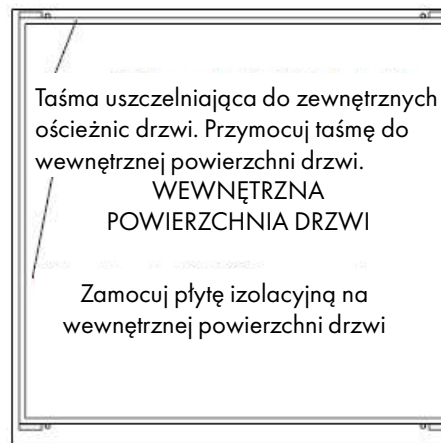 Taśma uszczelniająca do zewnętrznych
ościeżnic drzwi. Przymocuj taśmę do
wewnętrznej powierzchni drzwi.
WEWNĘTRZNA
POWIERZCHNIA DRZWI
Zamocuj płytę izolacyjną na
wewnętrznej powierzchni drzwi